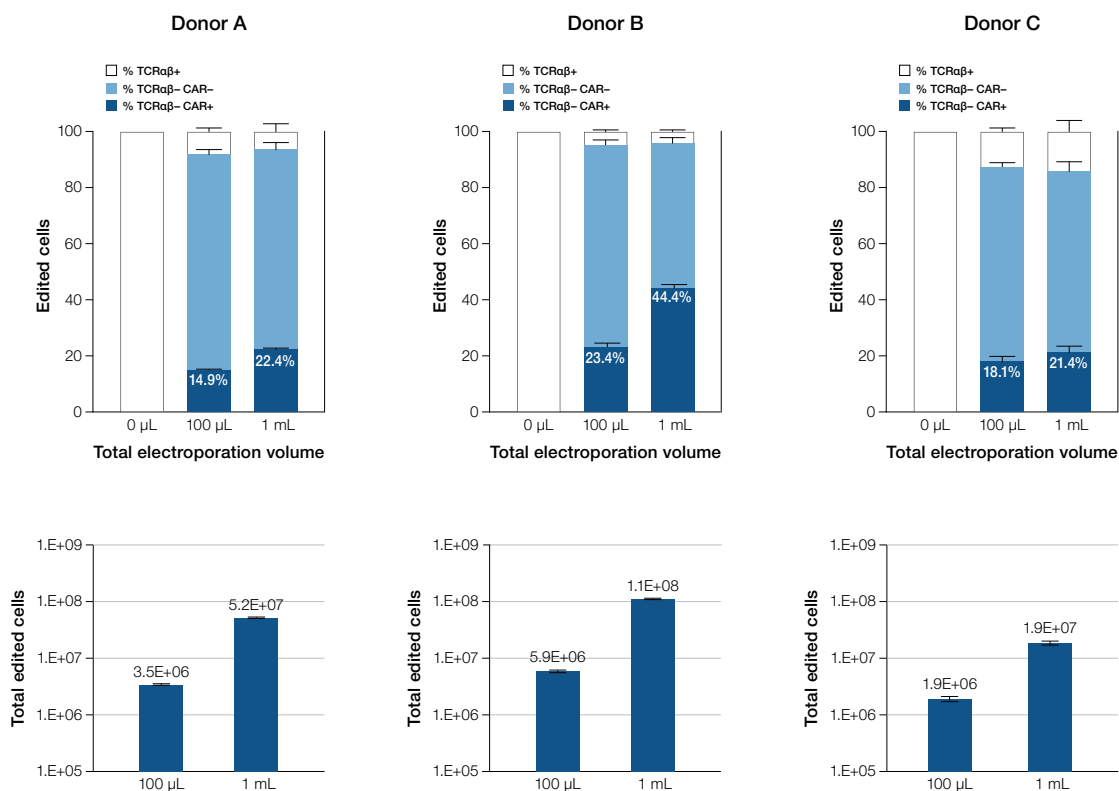 Donor A
% TCRαβ+
% TCRαβ– CAR–
% TCRαβ– CAR+
Edited cells
100
80
60
40
20
0
14.9%
22.4%
0 µL 100 µL 1 mL
Total electroporation volume
Donor B
% TCRαβ+
% TCRαβ– CAR–
% TCRαβ– CAR+
Edited cells
100
80
60
40
20
0
23.4%
44.4%
0 µL 100 µL 1 mL
Total electroporation volume
Donor C
% TCRαβ+
% TCRαβ– CAR–
% TCRαβ– CAR+
Edited cells
100
80
60
40
20
0
18.1%
21.4%
0 µL 100 µL 1 mL
Total electroporation volume
Total edited cells
1.E+09
1.E+08
1.E+07
1.E+06
1.E+05
3.5E+06
5.2E+07
100 µL 1 mL
Total edited cells
1.E+09
1.E+08
1.E+07
1.E+06
1.E+05
5.9E+06
1.1E+08
100 µL 1 mL
Total edited cells
1.E+09
1.E+08
1.E+07
1.E+06
1.E+05
1.9E+06
1.9E+07
100 µL 1 mL